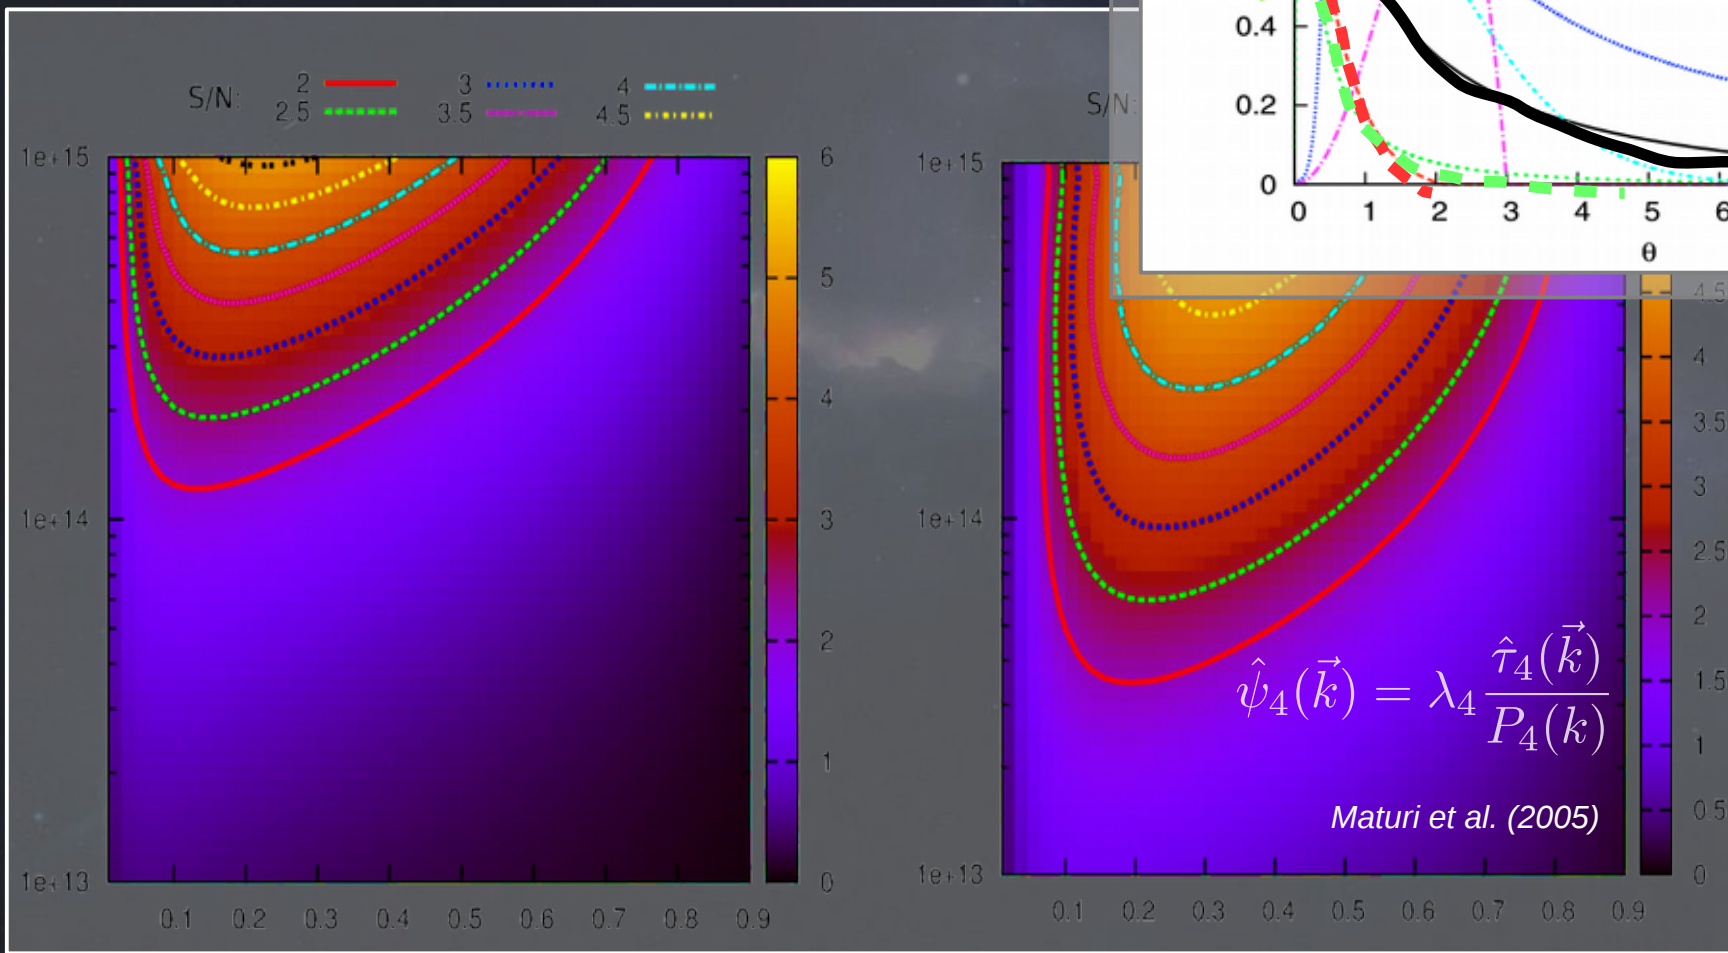 S/N: 2 3 4
2.5 3.5 4.5
1e+15
1e+14
1e+13
0.1 0.2 0.3 0.4 0.5 0.6 0.7 0.8 0.9
6
5
4
3
2
1
0
S/N:
1e+15
1e+14
1e+13
0.1 0.2 0.3 0.4 0.5 0.6 0.7 0.8 0.9
4.5
4
3.5
3
2.5
2
1.5
1
0.5
0
0.4
0.2
0
0 1 2 3 4 5 6
θ
ψ̂₄(k⃗) = λ₄ τ̂₄(k⃗) / P₄(k)
Maturi et al. (2005)